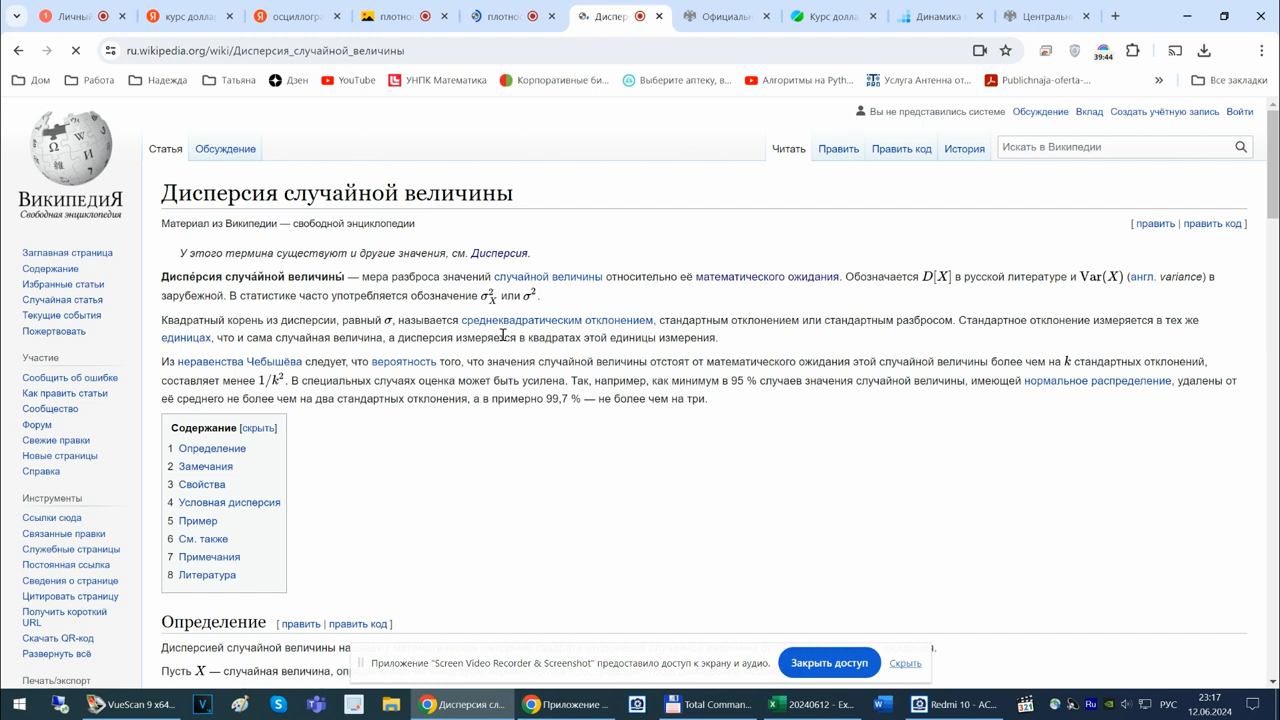 Личный
курс долла
осциллогра
плотнос
плотнос
Диспер
Официаль
Курс долла
Динамика
Централь
ru.wikipedia.org/wiki/Дисперсия_случайной_величины
39:44
Дом
Работа
Надежда
Татьяна
Дзен
YouTube
УНПК Математика
Корпоративные би...
Выберите аптеку, в...
Алгоритмы на Pyth...
Услуга Антенна от...
Publichnaja-oferta-...
Все закладки
Вы не представились системе
Обсуждение
Вклад
Создать учётную запись
Войти
Статья
Обсуждение
Читать
Править
Править код
История
Искать в Википедии
ВИКИПЕДИЯ
Свободная энциклопедия
Дисперсия случайной величины
Материал из Википедии — свободной энциклопедии
[ править | править код ]
У этого термина существуют и другие значения, см. Дисперсия.
Диспе́рсия случа́йной величины́ — мера разброса значений случайной величины относительно её математического ожидания. Обозначается D[X] в русской литературе и Var(X) (англ. variance) в
зарубежной. В статистике часто употребляется обозначение σ²_X или σ².
Квадратный корень из дисперсии, равный σ, называется среднеквадратическим отклонением, стандартным отклонением или стандартным разбросом. Стандартное отклонение измеряется в тех же
единицах, что и сама случайная величина, а дисперсия измеряется в квадратах этой единицы измерения.
Из неравенства Чебышёва следует, что вероятность того, что значения случайной величины отстоят от математического ожидания этой случайной величины более чем на k стандартных отклонений,
составляет менее 1/k². В специальных случаях оценка может быть усилена. Так, например, как минимум в 95 % случаев значения случайной величины, имеющей нормальное распределение, удалены от
её среднего не более чем на два стандартных отклонения, а в примерно 99,7 % — не более чем на три.
Содержание [скрыть]
1 Определение
2 Замечания
3 Свойства
4 Условная дисперсия
5 Пример
6 См. также
7 Примечания
8 Литература
Определение [ править | править код ]
Дисперсией случайной величины
Пусть X — случайная величина,
Заглавная страница
Содержание
Избранные статьи
Случайная статья
Текущие события
Пожертвовать
Участие
Сообщить об ошибке
Как править статьи
Сообщество
Форум
Свежие правки
Новые страницы
Справка
Инструменты
Ссылки сюда
Связанные правки
Служебные страницы
Постоянная ссылка
Сведения о странице
Цитировать страницу
Получить короткий
URL
Скачать QR-код
Развернуть всё
Печать/экспорт
Приложение "Screen Video Recorder & Screenshot" предоставило доступ к экрану и аудио.
Закрыть доступ
Скрыть
VueScan 9 x64...
Дисперсия сл...
Приложение ...
Total Comman...
20240612 - Ex...
Redmi 10 - AC...
Ru
РУС
23:17
12.06.2024